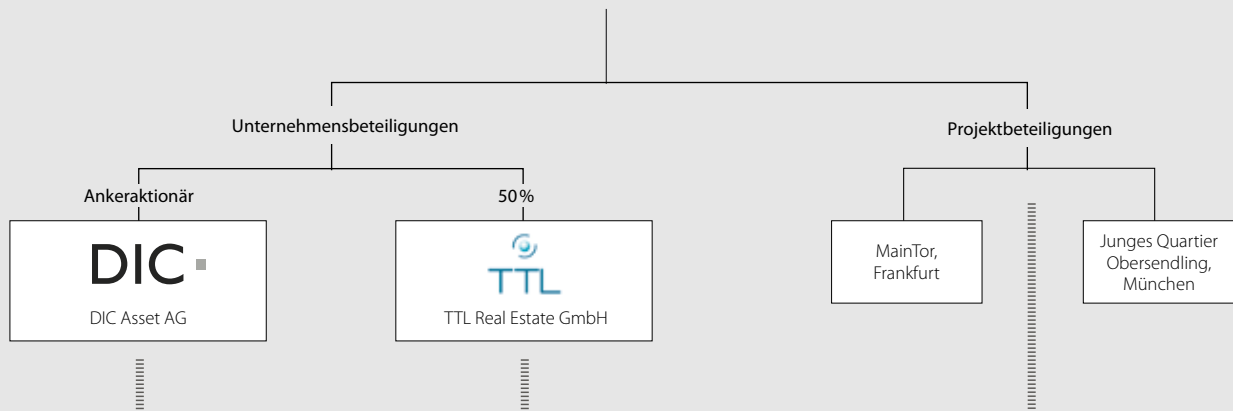 Unternehmensbeteiligungen
Projektbeteiligungen
Ankeraktionär
50 %
DIC
DIC Asset AG
TTL
TTL Real Estate GmbH
MainTor,
Frankfurt
Junges Quartier
Obersendling,
München